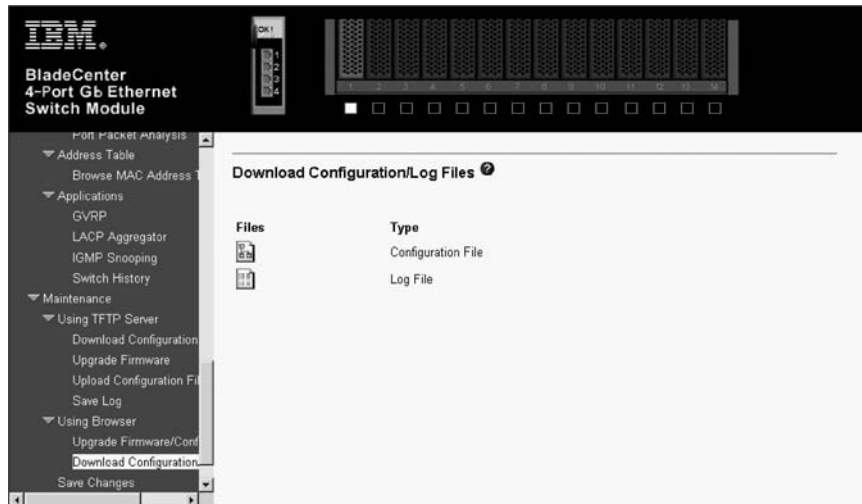 IBM.
BladeCenter
4-Port Gb Ethernet
Switch Module
OK
1
2
3
4
1 2 3 4 5 6 7 8 9 10 11 12 13 14
Port Packet Analysis
Address Table
Browse MAC Address T
Applications
GVRP
LACP Aggregator
IGMP Snooping
Switch History
Maintenance
Using TFTP Server
Download Configuration
Upgrade Firmware
Upload Configuration Fil
Save Log
Using Browser
Upgrade Firmware/Conf
Download Configuration
Save Changes
Download Configuration/Log Files ?
Files Type
Configuration File
Log File